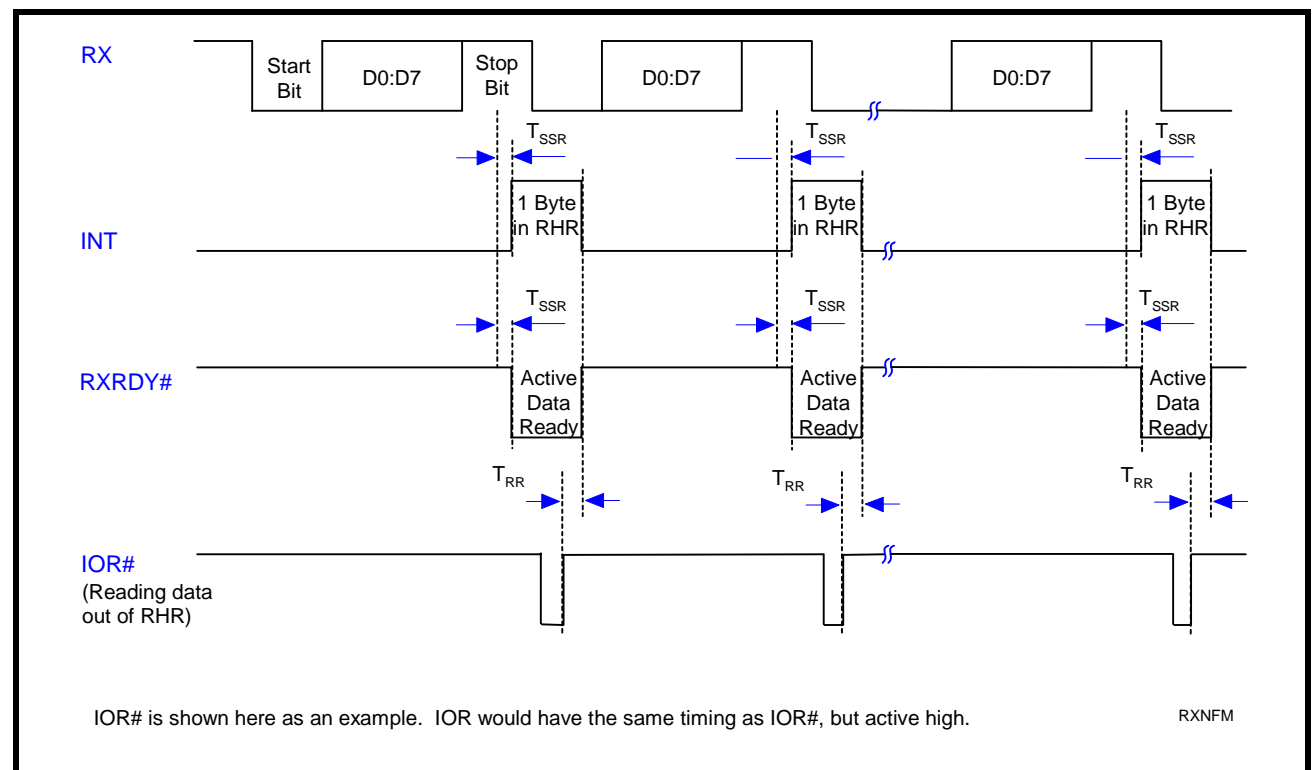 RX
Start
Bit
D0:D7
Stop
Bit
D0:D7
D0:D7
TSSR
TSSR
TSSR
INT
1 Byte
in RHR
1 Byte
in RHR
1 Byte
in RHR
TSSR
TSSR
TSSR
RXRDY#
Active
Data
Ready
Active
Data
Ready
Active
Data
Ready
TRR
TRR
TRR
IOR#
(Reading data
out of RHR)
IOR# is shown here as an example. IOR would have the same timing as IOR#, but active high.
RXNFM